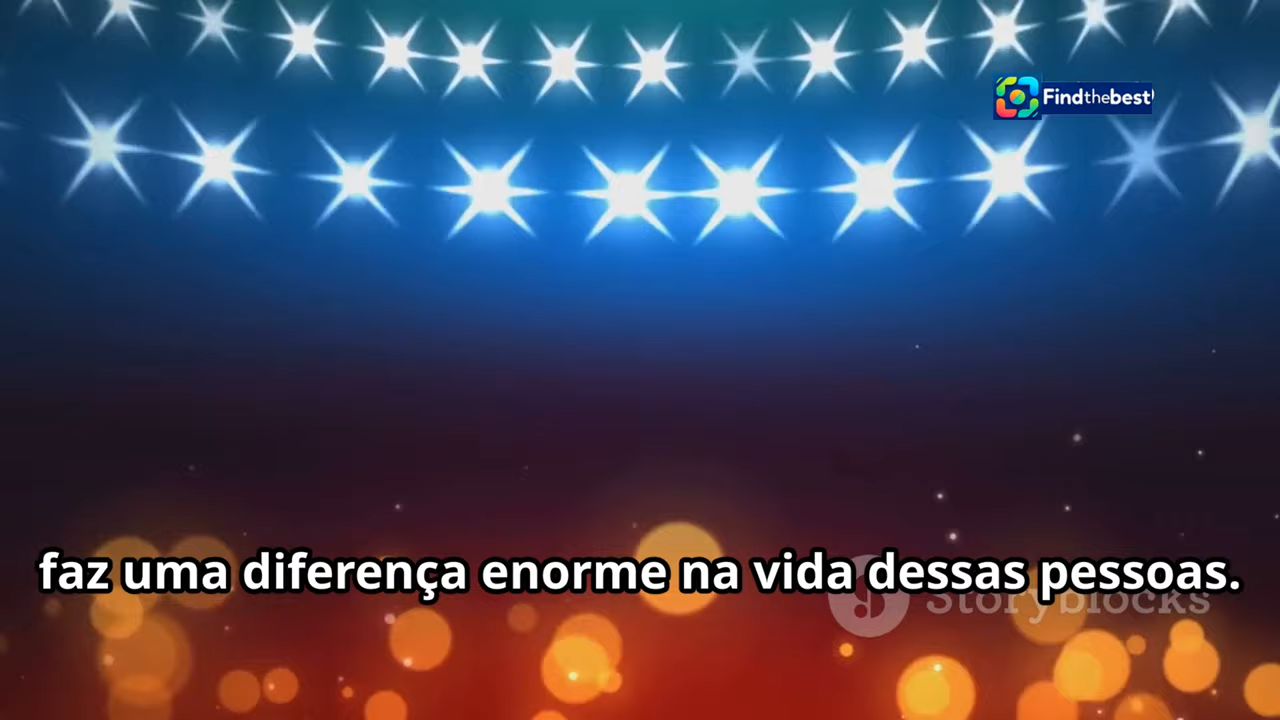 Findthebest
faz uma diferença enorme na vida dessas pessoas.
Storyblocks